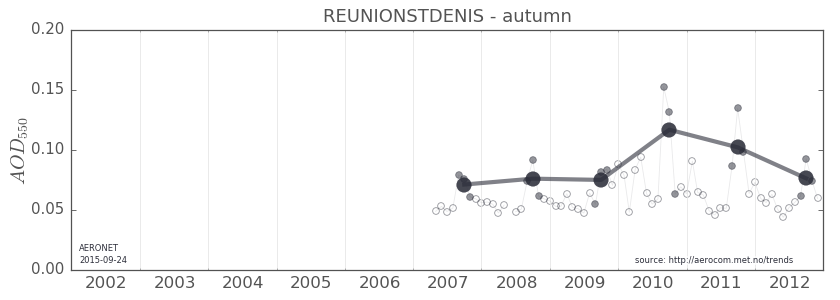 REUNIONSTDENIS - autumn
0.20
0.15
0.10
0.05
0.00
AOD550
AERONET
2015-09-24
source: http://aerocom.met.no/trends
2002 2003 2004 2005 2006 2007 2008 2009 2010 2011 2012